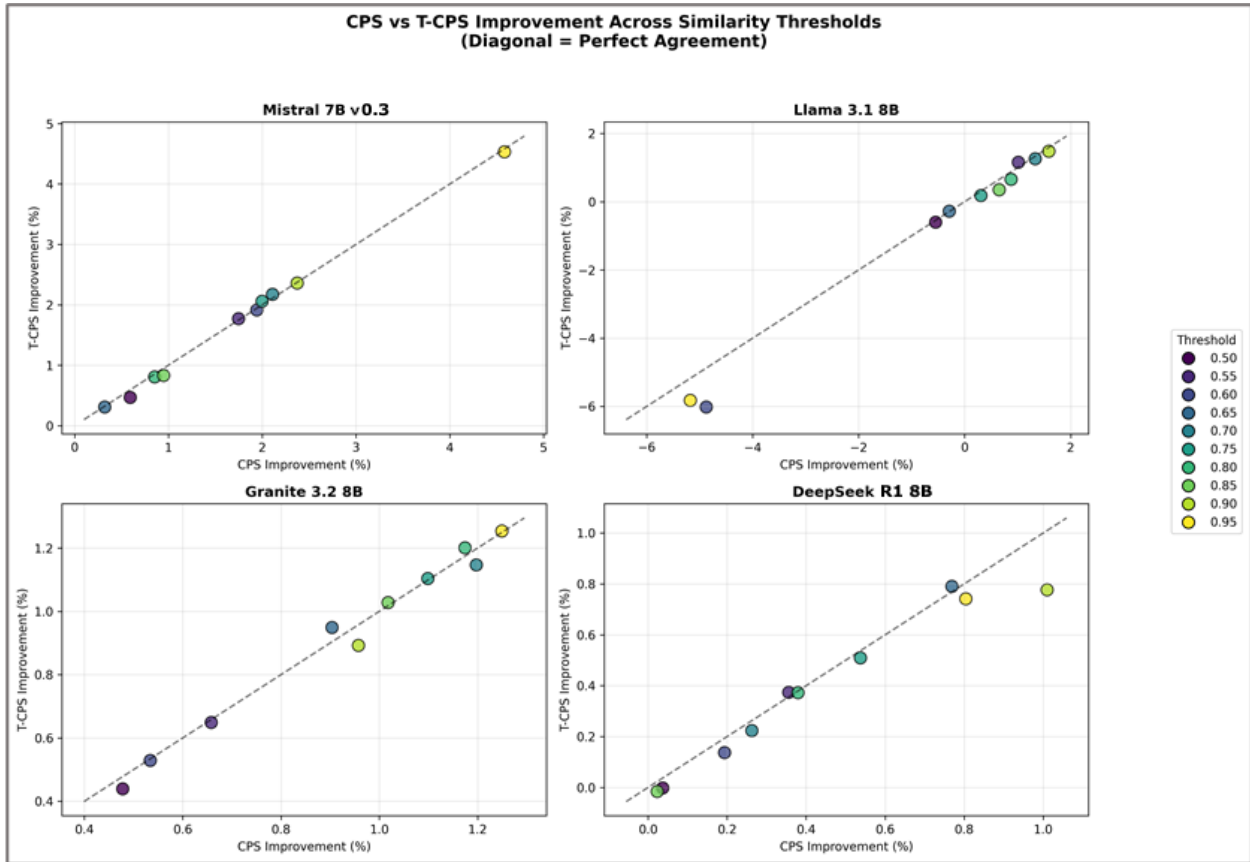 CPS vs T-CPS Improvement Across Similarity Thresholds
(Diagonal = Perfect Agreement)
Mistral 7B v0.3
T-CPS Improvement (%)
5
4
3
2
1
0
0 1 2 3 4 5
CPS Improvement (%)
Llama 3.1 8B
T-CPS Improvement (%)
2
0
−2
−4
−6
−6 −4 −2 0 2
CPS Improvement (%)
Granite 3.2 8B
T-CPS Improvement (%)
1.2
1.0
0.8
0.6
0.4
0.4 0.6 0.8 1.0 1.2
CPS Improvement (%)
DeepSeek R1 8B
T-CPS Improvement (%)
1.0
0.8
0.6
0.4
0.2
0.0
0.0 0.2 0.4 0.6 0.8 1.0
CPS Improvement (%)
Threshold
0.50
0.55
0.60
0.65
0.70
0.75
0.80
0.85
0.90
0.95